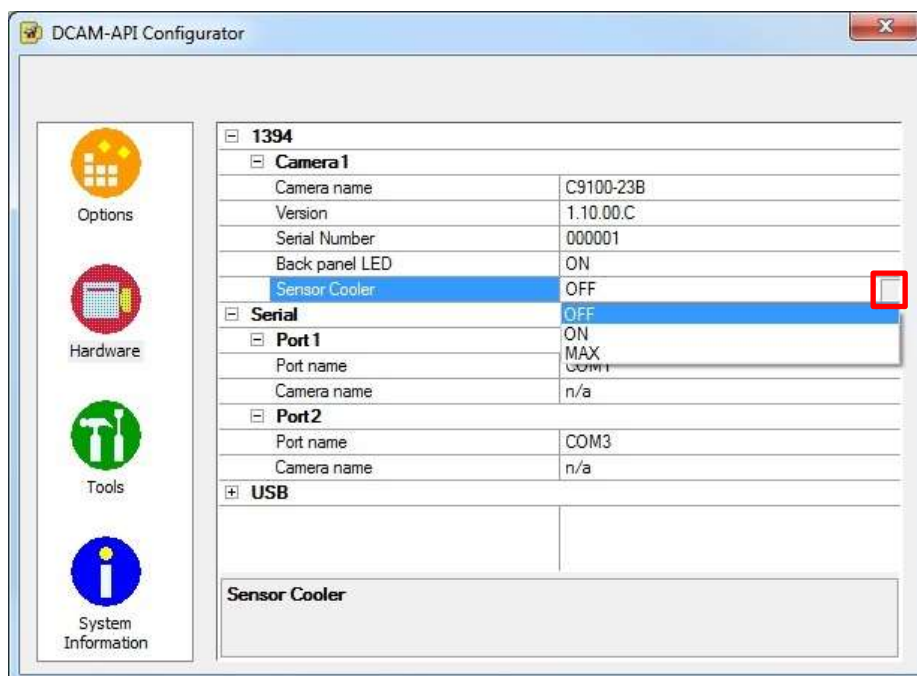 DCAM-API Configurator
Options
Hardware
Tools
System
Information
1394
Camera1
Camera name C9100-23B
Version 1.10.00.C
Serial Number 000001
Back panel LED ON
Sensor Cooler OFF
OFF
ON
MAX
Serial
Port1
Port name COM1
Camera name n/a
Port2
Port name COM3
Camera name n/a
USB
Sensor Cooler